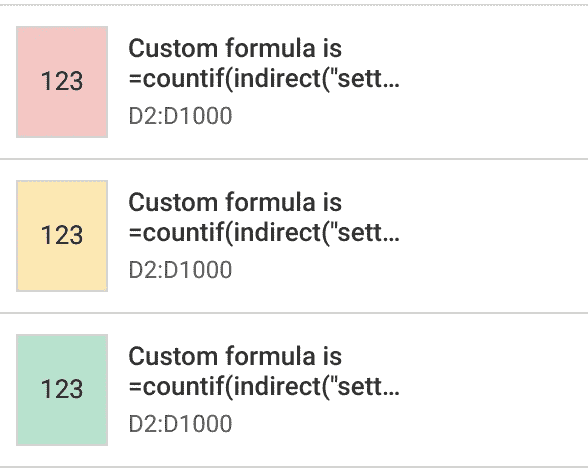 123
Custom formula is
=countif(indirect("sett...
D2:D1000
123
Custom formula is
=countif(indirect("sett...
D2:D1000
123
Custom formula is
=countif(indirect("sett...
D2:D1000